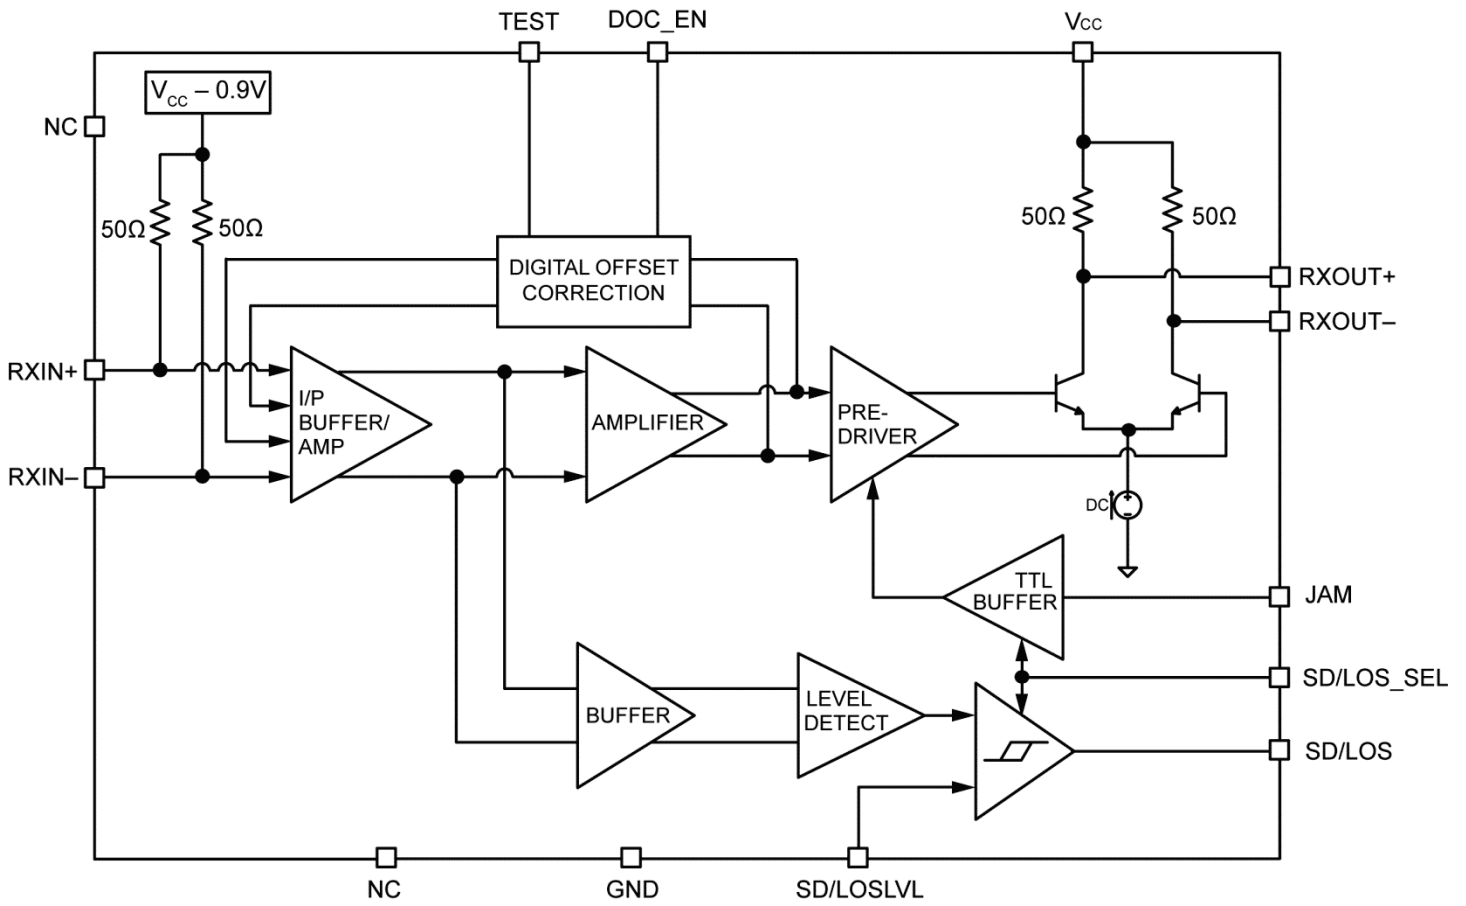 TEST
DOC_EN
VCC
VCC – 0.9V
NC
50Ω
50Ω
50Ω
50Ω
DIGITAL OFFSET
CORRECTION
RXOUT+
RXOUT–
RXIN+
I/P
BUFFER/
AMP
AMPLIFIER
PRE-
DRIVER
RXIN–
DC
+
–
TTL
BUFFER
JAM
SD/LOS_SEL
BUFFER
LEVEL
DETECT
SD/LOS
NC
GND
SD/LOSLVL